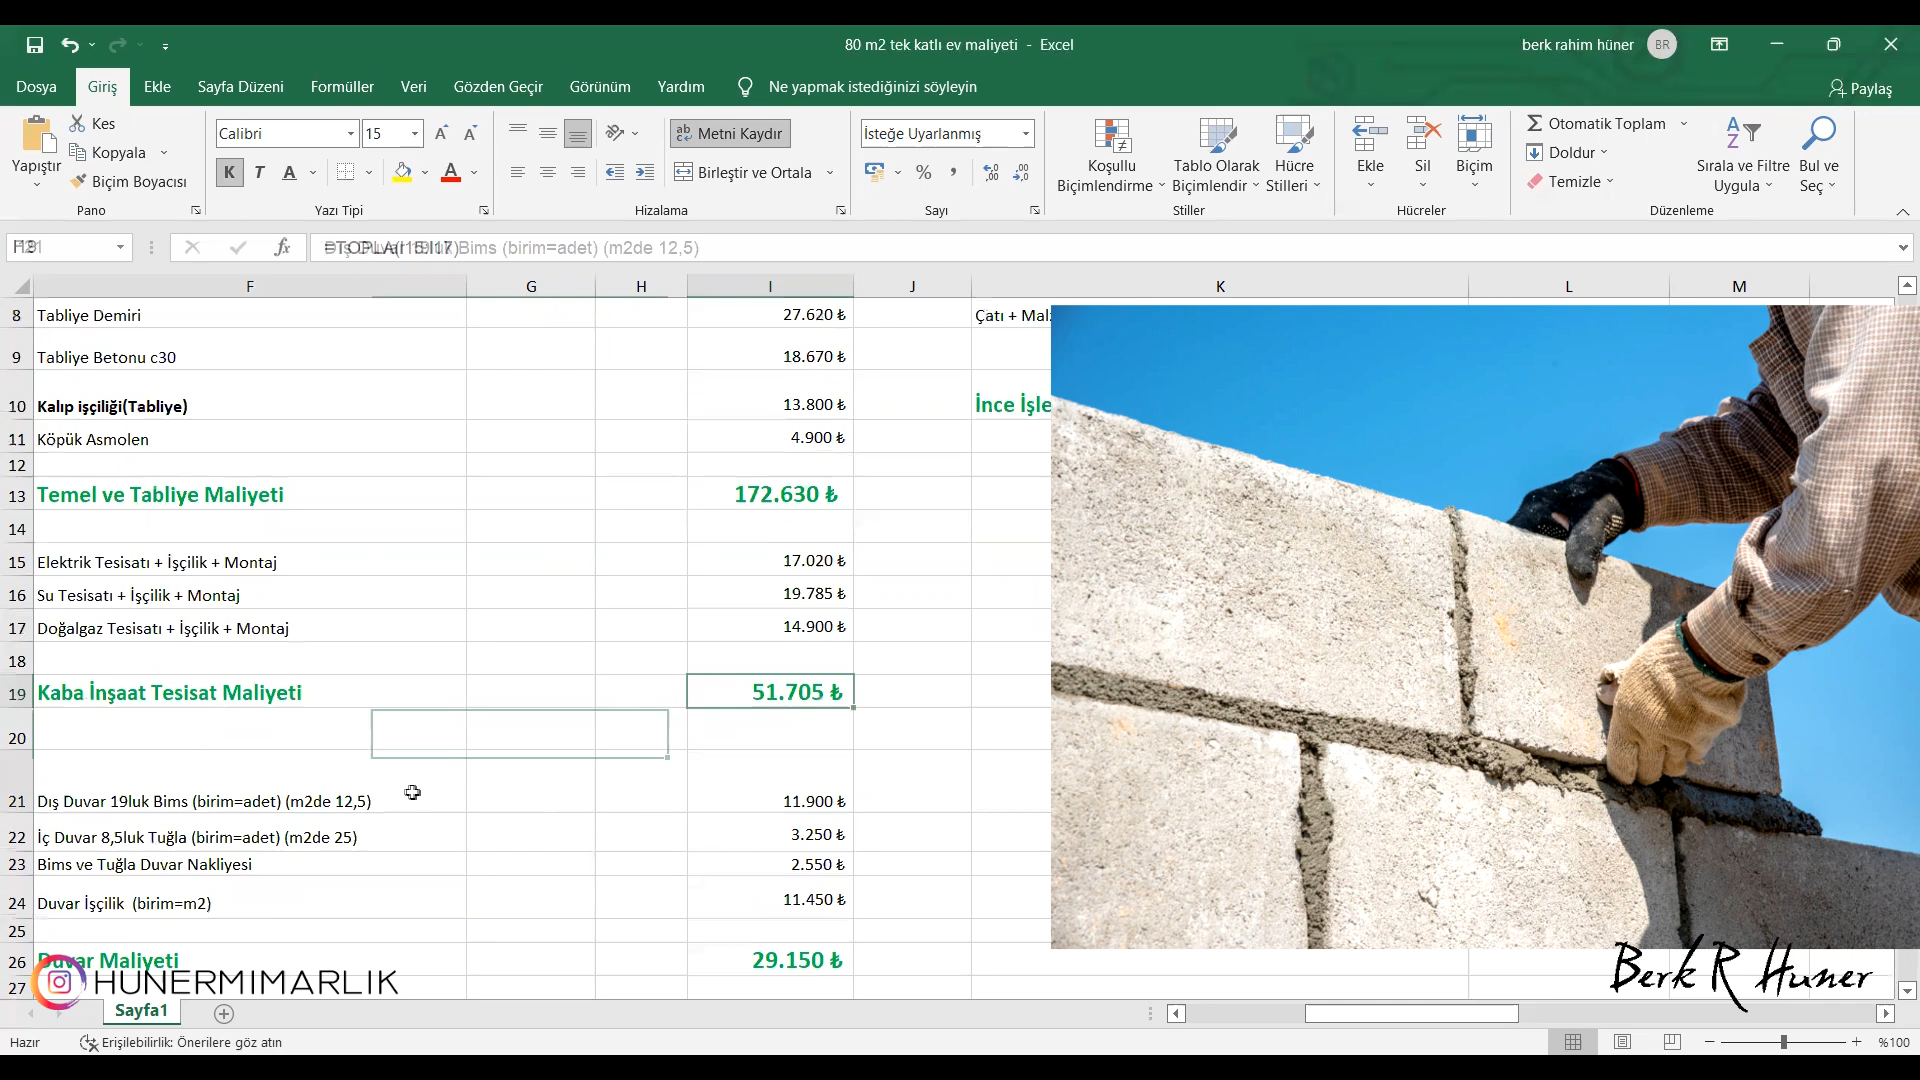 80 m2 tek katlı ev maliyeti - Excel
berk rahim hüner BR
Dosya Giriş Ekle Sayfa Düzeni Formüller Veri Gözden Geçir Görünüm Yardım Ne yapmak istediğinizi söyleyin Paylaş
Yapıştır
Kes
Kopyala
Biçim Boyacısı
Pano
Calibri 15
K T A A
Yazı Tipi
Metni Kaydır
Birleştir ve Ortala
Hizalama
İsteğe Uyarlanmış
%
Sayı
Koşullu Biçimlendirme
Tablo Olarak Biçimlendir
Hücre Stilleri
Stiller
Ekle
Sil
Biçim
Hücreler
Otomatik Toplam
Doldur
Temizle
Sırala ve Filtre Uygula
Bul ve Seç
Düzenleme
fx Bims (birim=adet) (m2de 12,5)
F G H I J K L M
8 Tabliye Demiri 27.620 ₺ Çatı +
9 Tabliye Betonu c30 18.670 ₺
10 Kalıp işçiliği(Tabliye) 13.800 ₺ İnce
11 Köpük Asmolen 4.900 ₺
12
13 Temel ve Tabliye Maliyeti 172.630 ₺
14
15 Elektrik Tesisatı + İşçilik + Montaj 17.020 ₺
16 Su Tesisatı + İşçilik + Montaj 19.785 ₺
17 Doğalgaz Tesisatı + İşçilik + Montaj 14.900 ₺
18
19 Kaba İnşaat Tesisat Maliyeti 51.705 ₺
20
21 Dış Duvar 19luk Bims (birim=adet) (m2de 12,5) 11.900 ₺
22 İç Duvar 8,5luk Tuğla (birim=adet) (m2de 25) 3.250 ₺
23 Bims ve Tuğla Duvar Nakliyesi 2.550 ₺
24 Duvar İşçilik (birim=m2) 11.450 ₺
25
26 Duvar Maliyeti 29.150 ₺
27
HUNERMIMARLIK
Berk R Huner
Sayfa1
Hazır Erişilebilirlik: Önerilere göz atın %100